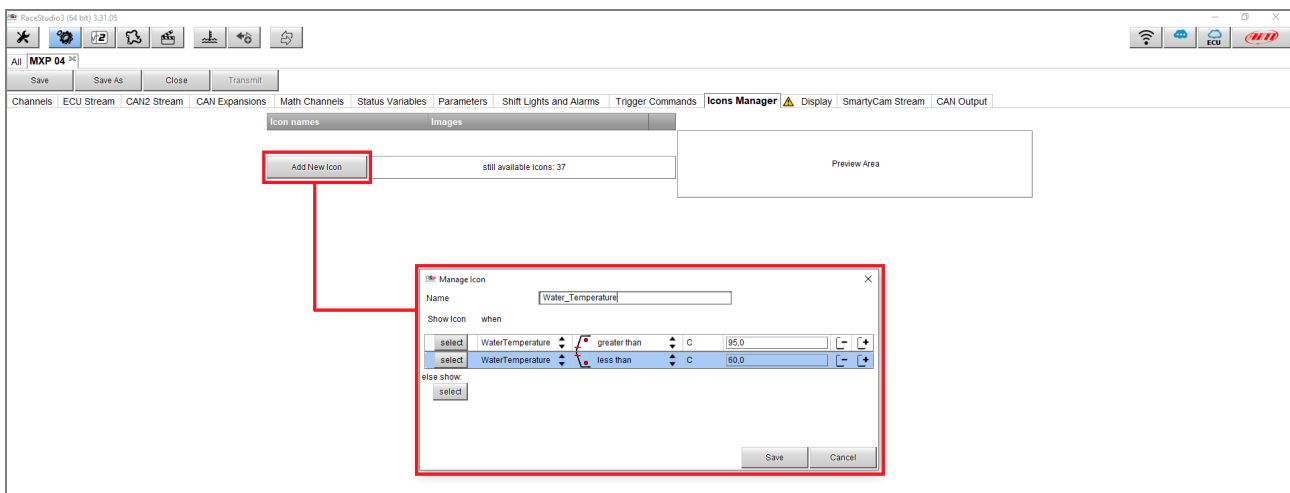 RaceStudio3 (64 bit) 3.31.05
ECU
AiM
All MXP 04
Save Save As Close Transmit
Channels ECU Stream CAN2 Stream CAN Expansions Math Channels Status Variables Parameters Shift Lights and Alarms Trigger Commands Icons Manager Display SmartyCam Stream CAN Output
Icon names Images
Add New Icon still available icons: 37 Preview Area
Manage Icon
Name Water_Temperature
Show Icon when
select WaterTemperature greater than C 95,0
select WaterTemperature less than C 60,0
else show:
select
Save Cancel